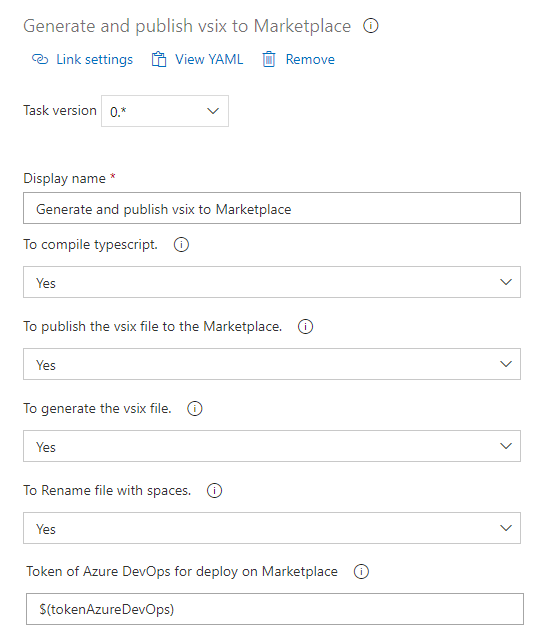 Generate and publish vsix to Marketplace
Link settings View YAML Remove
Task version 0.*
Display name *
Generate and publish vsix to Marketplace
To compile typescript.
Yes
To publish the vsix file to the Marketplace.
Yes
To generate the vsix file.
Yes
To Rename file with spaces.
Yes
Token of Azure DevOps for deploy on Marketplace
$(tokenAzureDevOps)